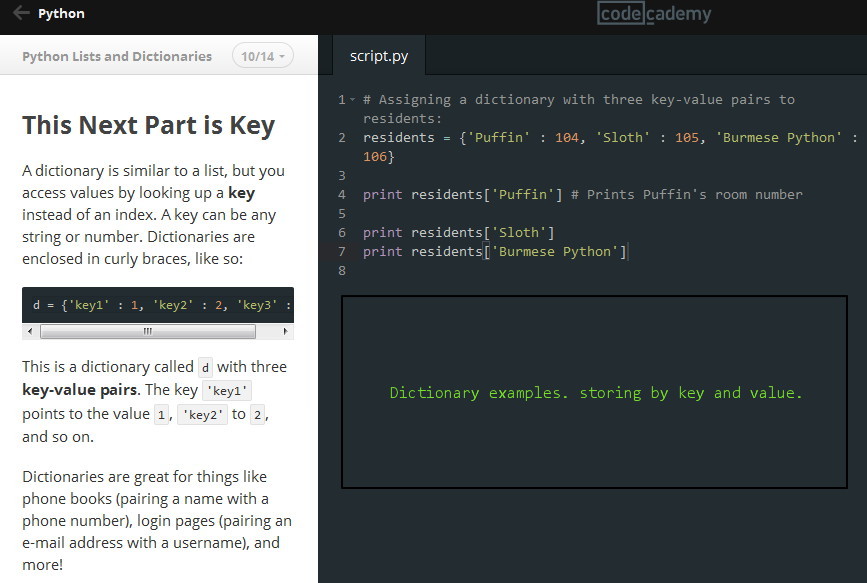 Python
codecademy
Python Lists and Dictionaries 10/14
script.py
This Next Part is Key
A dictionary is similar to a list, but you
access values by looking up a key
instead of an index. A key can be any
string or number. Dictionaries are
enclosed in curly braces, like so:
d = {'key1' : 1, 'key2' : 2, 'key3' :
This is a dictionary called d with three
key-value pairs. The key 'key1'
points to the value 1, 'key2' to 2,
and so on.
Dictionaries are great for things like
phone books (pairing a name with a
phone number), login pages (pairing an
e-mail address with a username), and
more!
1 # Assigning a dictionary with three key-value pairs to
residents:
2 residents = {'Puffin' : 104, 'Sloth' : 105, 'Burmese Python' :
106}
3
4 print residents['Puffin'] # Prints Puffin's room number
5
6 print residents['Sloth']
7 print residents['Burmese Python']
8
Dictionary examples. storing by key and value.